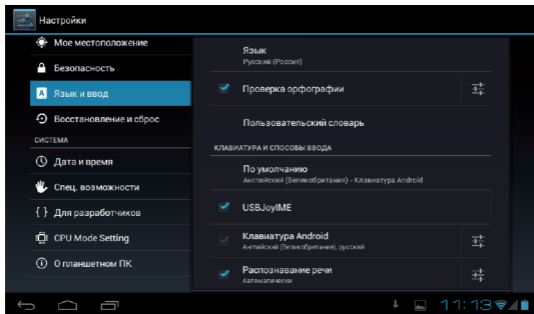 Настройки
Мое местоположение
Безопасность
Язык и ввод
Восстановление и сброс
СИСТЕМА
Дата и время
Спец. возможности
Для разработчиков
CPU Mode Setting
О планшетном ПК
Язык
Русский (Россия)
Проверка орфографии
Пользовательский словарь
КЛАВИАТУРА И СПОСОБЫ ВВОДА
По умолчанию
Английский (Великобритания) - Клавиатура Android
USBJoyIME
Клавиатура Android
Английский (Великобритания), русский
Распознавание речи
Автоматически
11:13